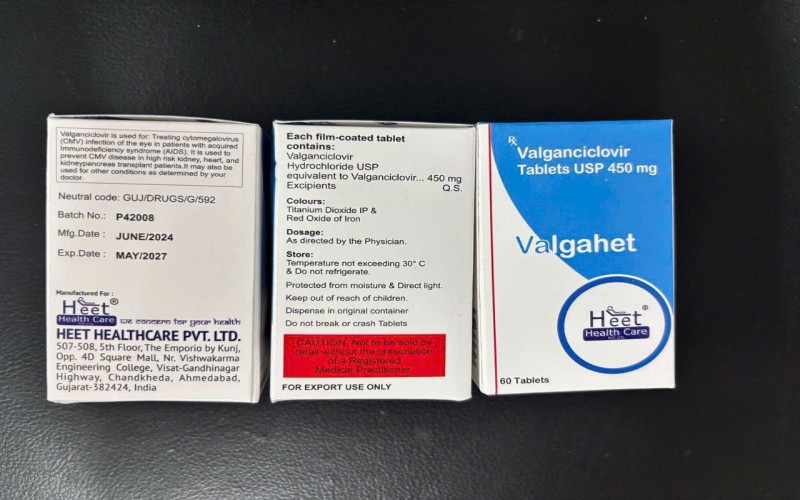 Valganciclovir is used for: Treating cytomegalovirus
(CMV) infection of the eye in patients with acquired
Immunodeficiency syndrome (AIDS). It is used to
prevent CMV disease in high risk kidney, heart, and
kidneypancreas transplant patients.It may also be
used for other conditions as determined by your
doctor.
Neutral code: GUJ/DRUGS/G/592
Batch No.: P42008
Mfg.Date : JUNE/2024
Exp.Date : MAY/2027
Manufactured For :
Heet®
Health Care
PVT. LTD.
we concern for your health
HEET HEALTHCARE PVT. LTD.
507-508, 5th Floor, The Emporio by Kunj,
Opp. 4D Square Mall, Nr. Vishwakarma
Engineering College, Visat-Gandhinagar
Highway, Chandkheda, Ahmedabad,
Gujarat-382424, India
Each film-coated tablet
contains:
Valganciclovir
Hydrochloride USP
equivalent to Valganciclovir... 450 mg
Excipients Q.S.
Colours:
Titanium Dioxide IP &
Red Oxide of Iron
Dosage:
As directed by the Physician.
Store:
Temperature not exceeding 30° C
& Do not refrigerate.
Protected from moisture & Direct light.
Keep out of reach of children.
Dispense in original container
Do not break or crash Tablets
CAUTION: Not to be sold by
retail without the prescription
of a Registered
Medical Practitioner.
FOR EXPORT USE ONLY
Rx
Valganciclovir
Tablets USP 450 mg
Valgahet
Heet®
Health Care
PVT. LTD.
60 Tablets